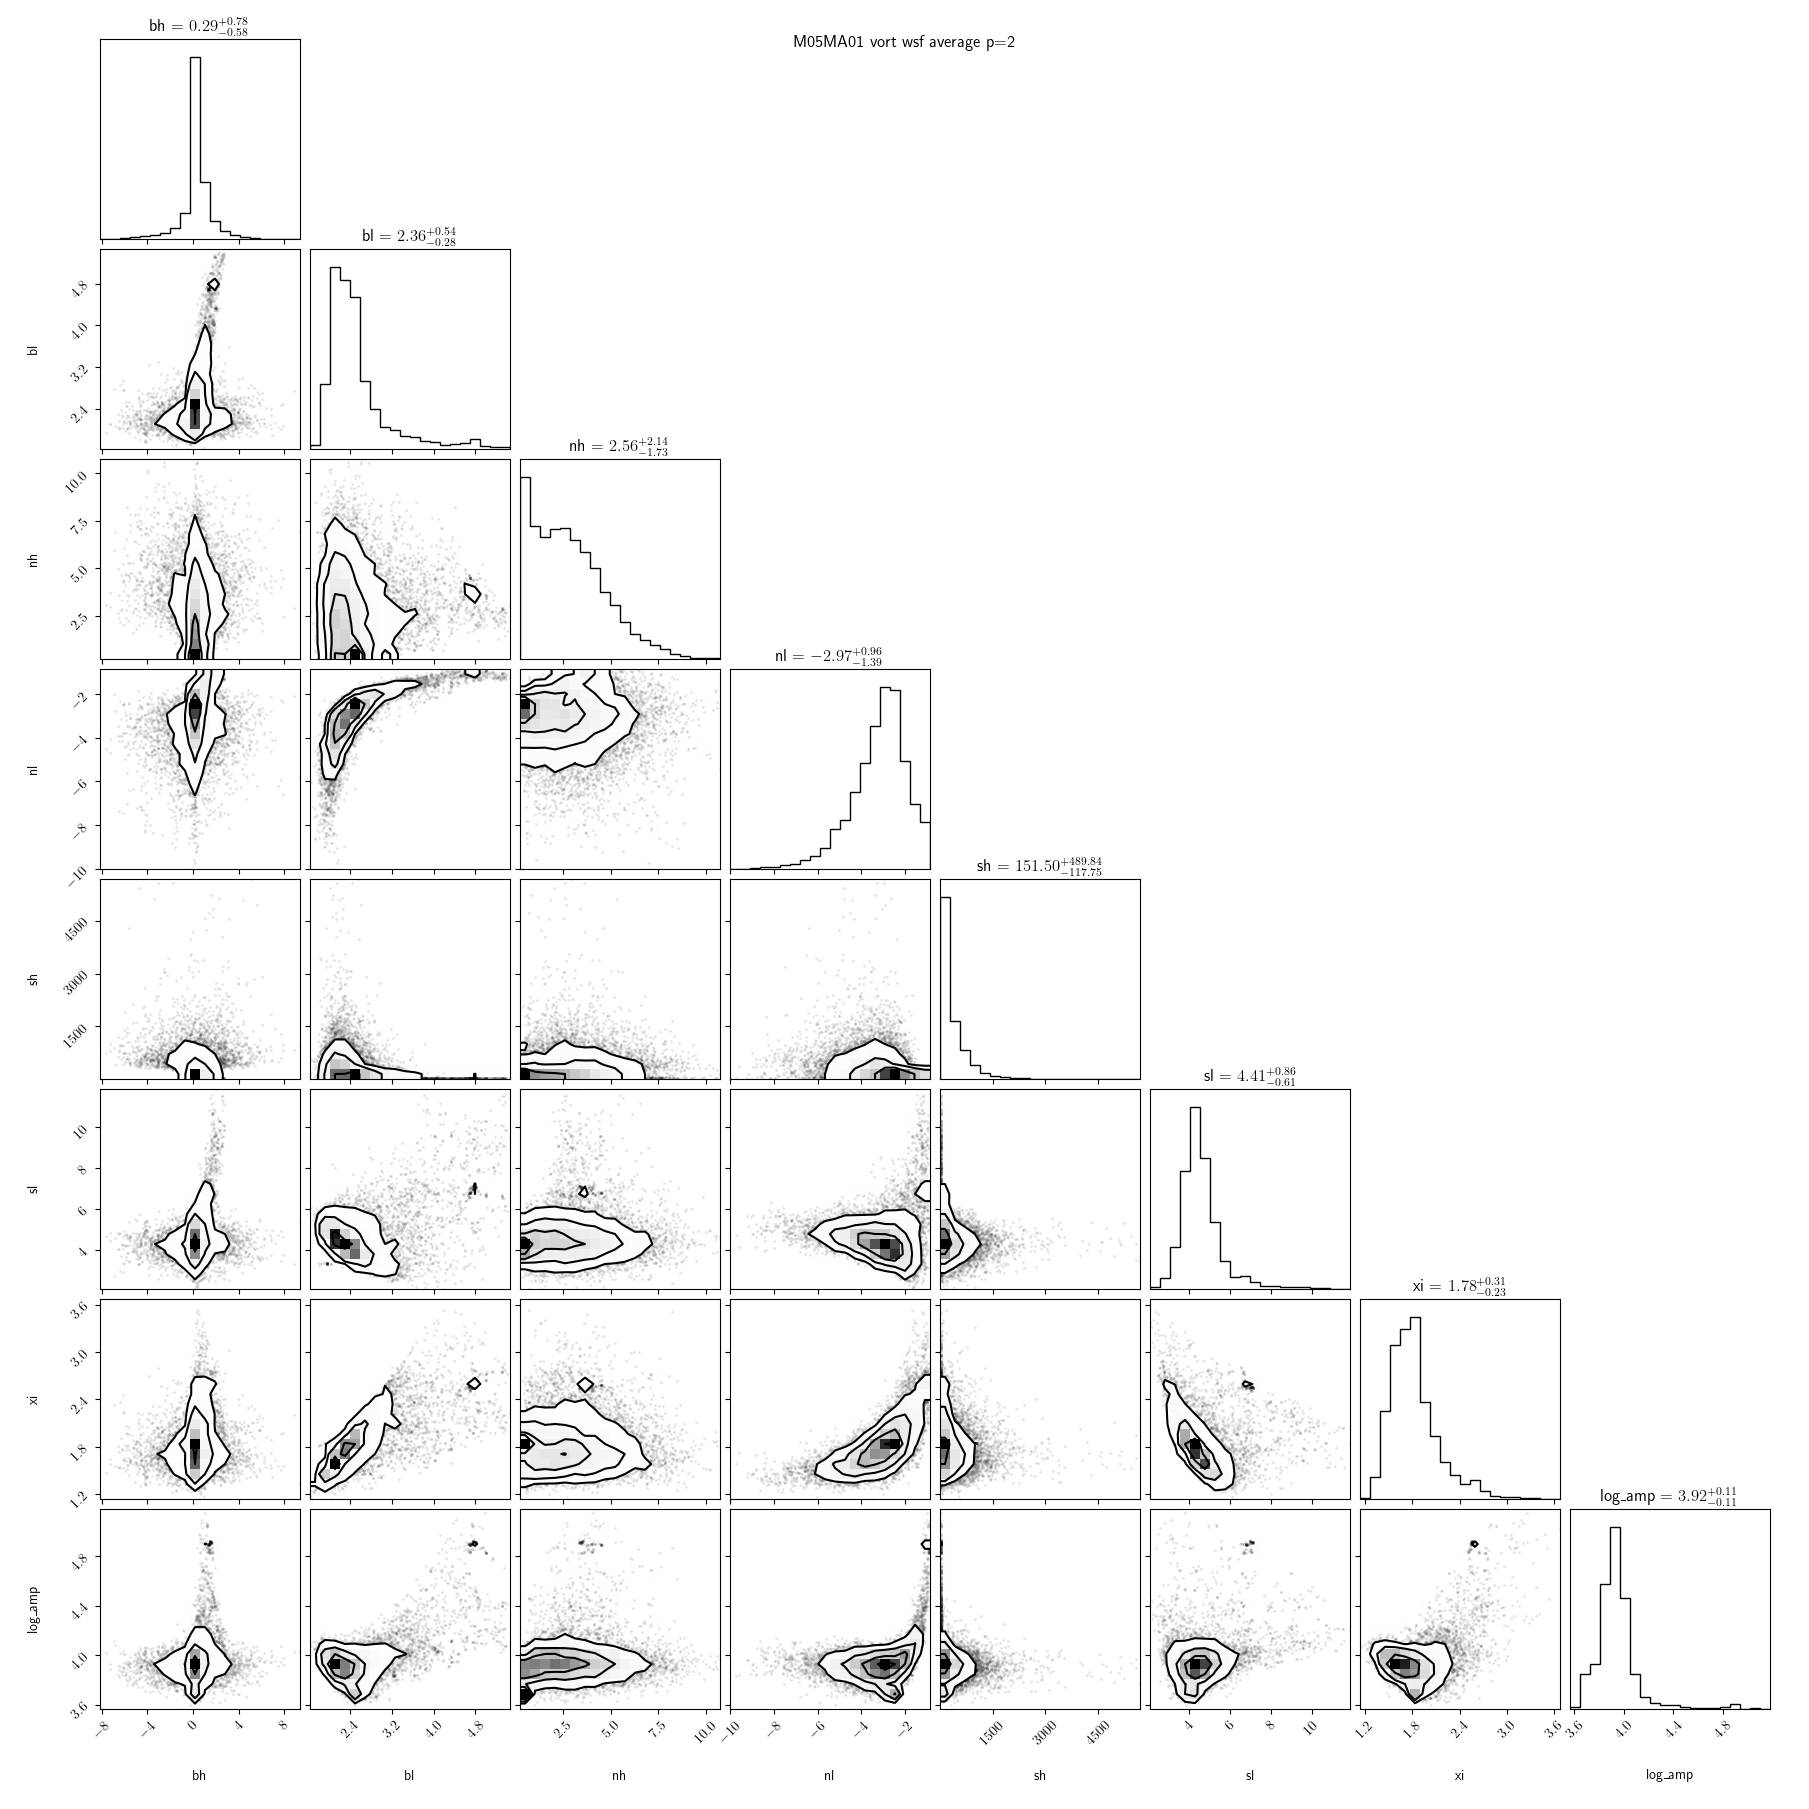 bh = 0.29^{+0.78}_{-0.58}
M05MA01 vort wsf average p=2
bl = 2.36^{+0.54}_{-0.28}
4.8
4.0
3.2
2.4
bl
nh = 2.56^{+2.14}_{-1.73}
10.0
7.5
5.0
2.5
nh
nl = −2.97^{+0.96}_{-1.39}
−2
−4
−6
−8
−10
nl
sh = 151.50^{+489.84}_{-117.75}
4500
3000
1500
sh
sl = 4.41^{+0.86}_{-0.61}
10
8
6
4
sl
xi = 1.78^{+0.31}_{-0.23}
3.6
3.0
2.4
1.8
1.2
xi
log_amp = 3.92^{+0.11}_{-0.11}
4.8
4.4
4.0
3.6
log_amp
−8 −4 0 4 8 2.4 3.2 4.0 4.8 2.5 5.0 7.5 10.0 −10 −8 −6 −4 −2 1500 3000 4500 4 6 8 10 1.2 1.8 2.4 3.0 3.6 3.6 4.0 4.4 4.8
bh bl nh nl sh sl xi log_amp